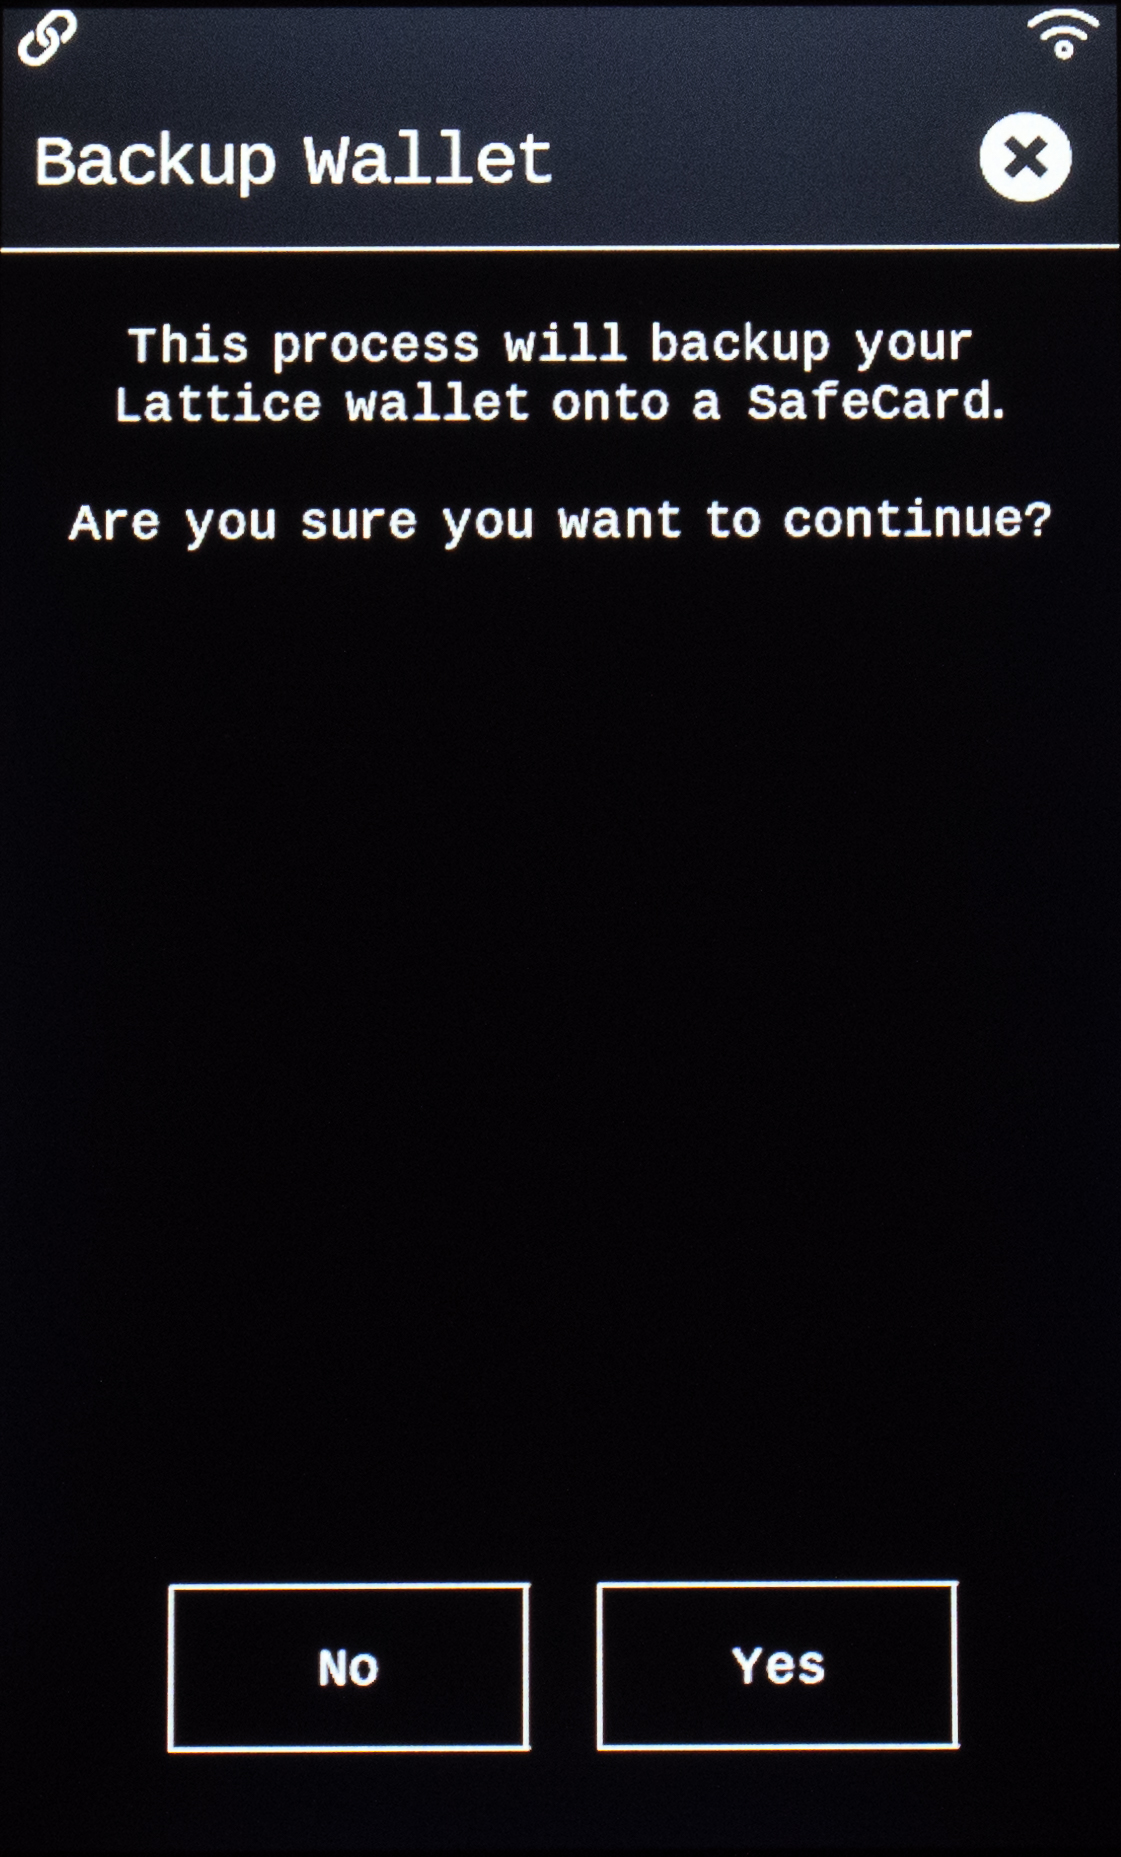 Backup Wallet
This process will backup your
Lattice wallet onto a SafeCard.
Are you sure you want to continue?
No
Yes